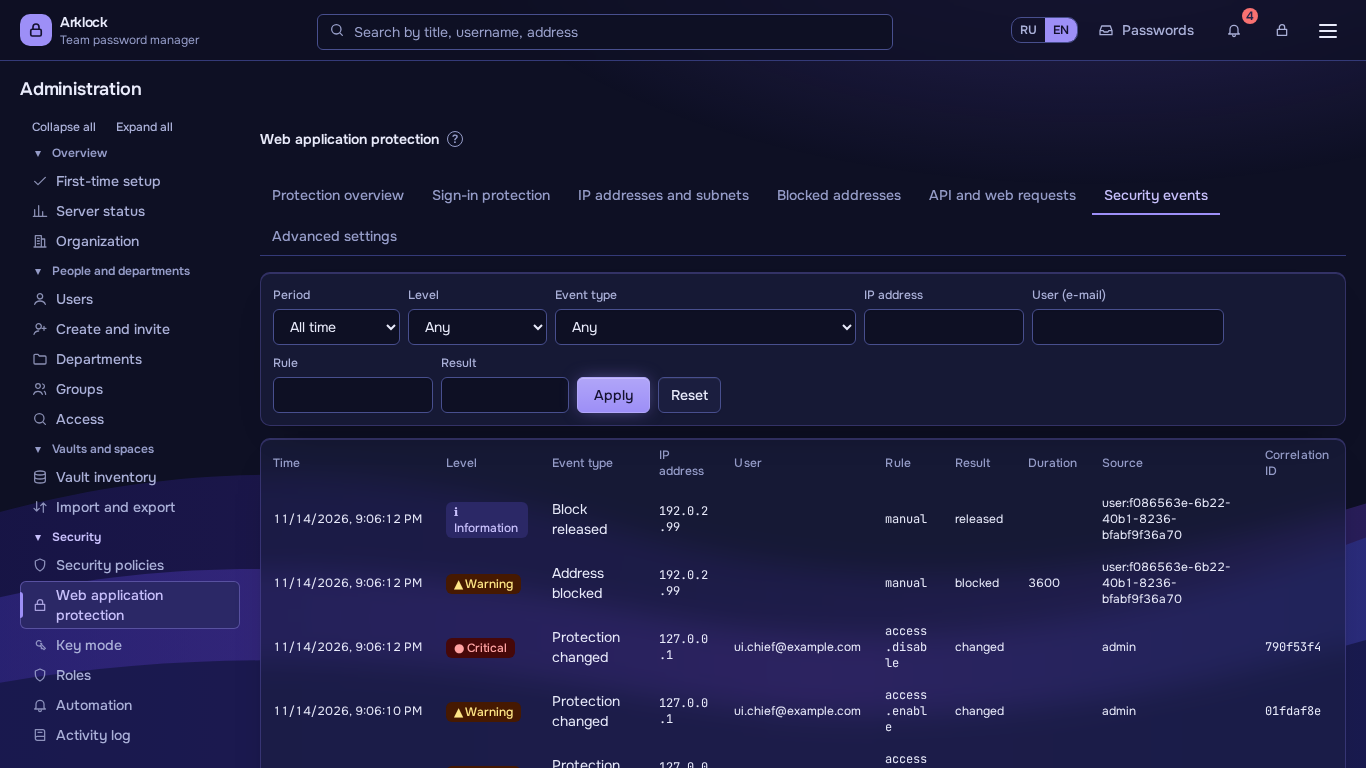 Arklock
Team password manager
Search by title, username, address
RU EN
Passwords
4
Administration
Collapse all Expand all
▼ Overview
First-time setup
Server status
Organization
▼ People and departments
Users
Create and invite
Departments
Groups
Access
▼ Vaults and spaces
Vault inventory
Import and export
▼ Security
Security policies
Web application
protection
Key mode
Roles
Automation
Activity log
Web application protection ?
Protection overview Sign-in protection IP addresses and subnets Blocked addresses API and web requests Security events
Advanced settings
Period Level Event type IP address User (e-mail)
All time Any Any
Rule Result
Apply Reset
Time Level Event type IP address User Rule Result Duration Source Correlation ID
11/14/2026, 9:06:12 PM ℹ Information Block released 192.0.2.99 manual released user:f086563e-6b22-40b1-8236-bfabf9f36a70
11/14/2026, 9:06:12 PM ▲ Warning Address blocked 192.0.2.99 manual blocked 3600 user:f086563e-6b22-40b1-8236-bfabf9f36a70
11/14/2026, 9:06:12 PM ● Critical Protection changed 127.0.0.1 ui.chief@example.com access.disable changed admin 790f53f4
11/14/2026, 9:06:10 PM ▲ Warning Protection changed 127.0.0.1 ui.chief@example.com access.enable changed admin 01fdaf8e
Protection 127.0.0 access